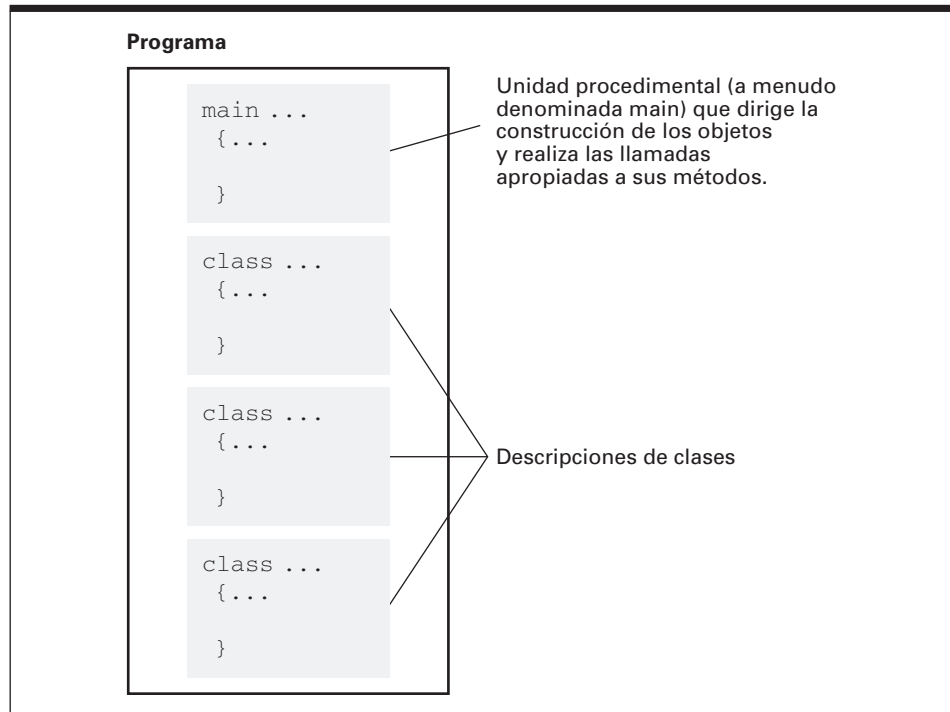 Programa
main ...
{...
}
Unidad procedimental (a menudo
denominada main) que dirige la
construcción de los objetos
y realiza las llamadas
apropiadas a sus métodos.
class ...
{...
}
class ...
{...
}
Descripciones de clases
class ...
{...
}